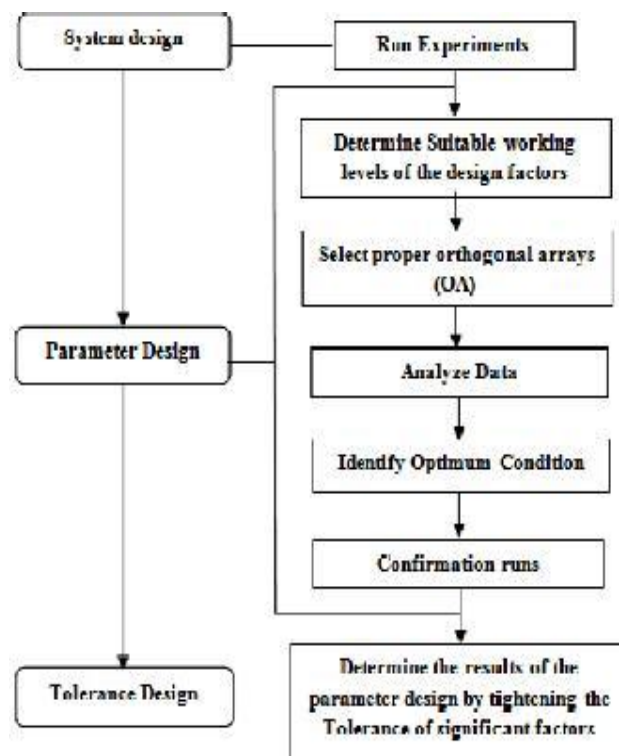 System design
Run Experiments
Determine Suitable working
levels of the design factors
Select proper orthogonal arrays
(OA)
Parameter Design
Analyze Data
Identify Optimum Condition
Confirmation runs
Tolerance Design
Determine the results of the
parameter design by tightening the
Tolerance of significant factors